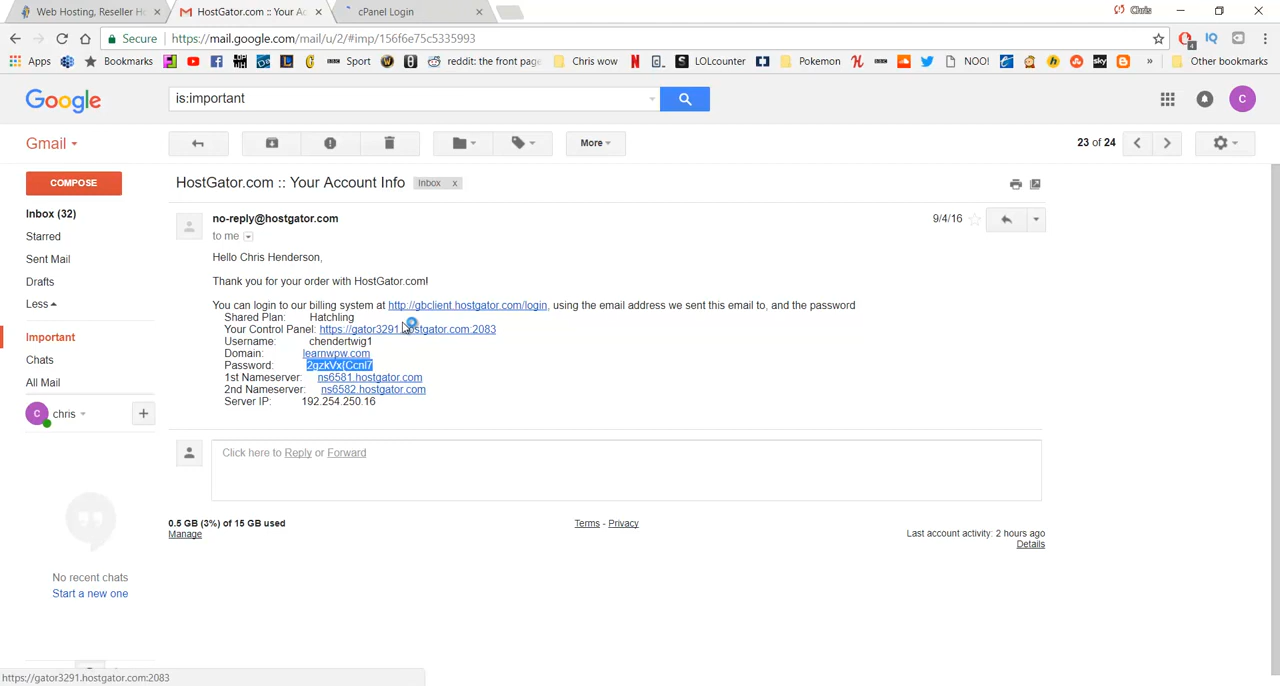 Web Hosting, Reseller Ho
HostGator.com :: Your Ac
cPanel Login
Chris
Secure
https://mail.google.com/mail/u/2/#imp/156f6e75c5335993
Apps
Bookmarks
Sport
reddit: the front page
Chris wow
LOLcounter
Pokemon
NOO!
Other bookmarks
Google
is:important
Gmail
More
23 of 24
COMPOSE
HostGator.com :: Your Account Info
Inbox x
Inbox (32)
Starred
Sent Mail
Drafts
Less
Important
Chats
All Mail
chris
no-reply@hostgator.com
9/4/16
to me
Hello Chris Henderson,
Thank you for your order with HostGator.com!
You can login to our billing system at http://gbclient.hostgator.com/login, using the email address we sent this email to, and the password
Shared Plan: Hatchling
Your Control Panel: https://gator3291.hostgator.com:2083
Username: chendertwig1
Domain: learnwpw.com
Password:
1st Nameserver: ns6581.hostgator.com
2nd Nameserver: ns6582.hostgator.com
Server IP: 192.254.250.16
Click here to Reply or Forward
0.5 GB (3%) of 15 GB used
Manage
Terms - Privacy
Last account activity: 2 hours ago
Details
No recent chats
Start a new one
https://gator3291.hostgator.com:2083